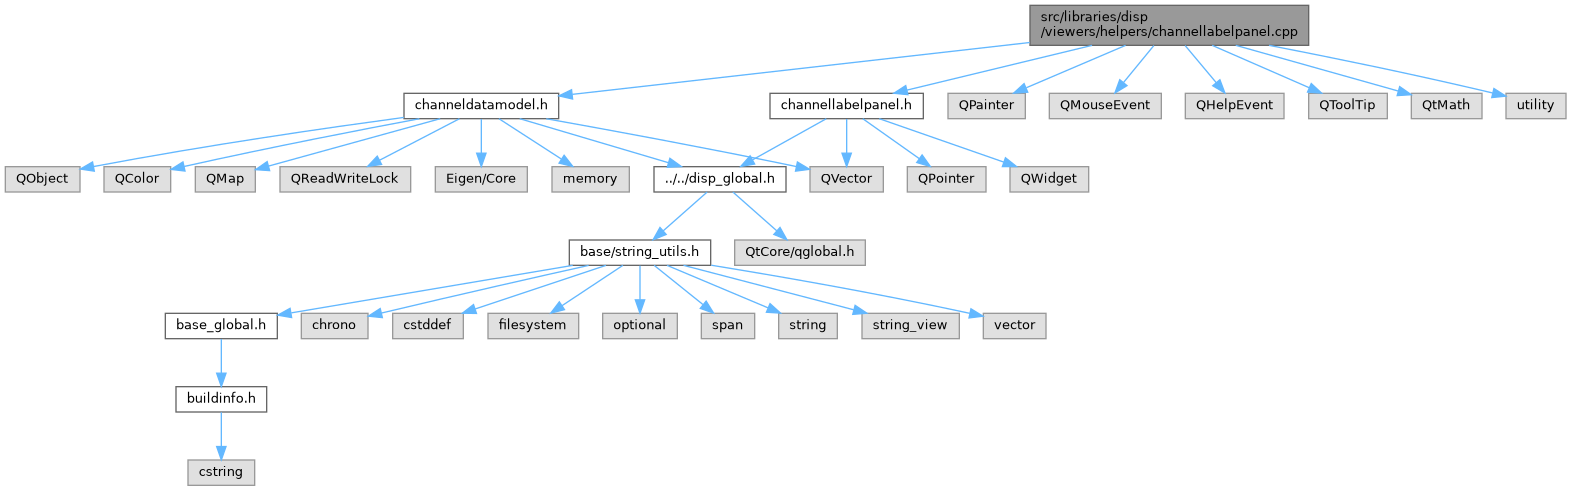 src/libraries/disp
/viewers/helpers/channellabelpanel.cpp
channeldatamodel.h
channellabelpanel.h
QPainter
QMouseEvent
QHelpEvent
QToolTip
QtMath
utility
QObject
QColor
QMap
QReadWriteLock
Eigen/Core
memory
../../disp_global.h
QVector
QPointer
QWidget
base/string_utils.h
QtCore/qglobal.h
base_global.h
chrono
cstddef
filesystem
optional
span
string
string_view
vector
buildinfo.h
cstring